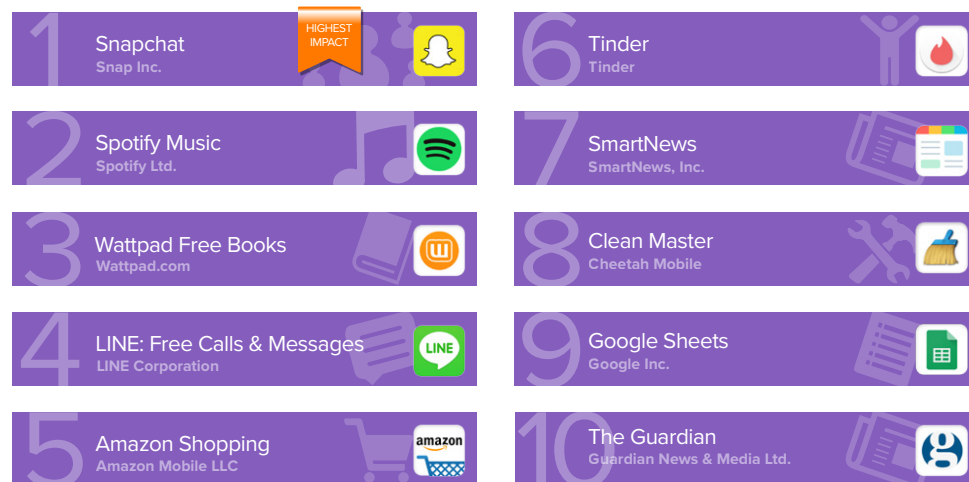 1
Snapchat
Snap Inc.
HIGHEST
IMPACT
2
Spotify Music
Spotify Ltd.
3
Wattpad Free Books
Wattpad.com
4
LINE: Free Calls & Messages
LINE Corporation
LINE
5
Amazon Shopping
Amazon Mobile LLC
amazon
6
Tinder
Tinder
7
SmartNews
SmartNews, Inc.
8
Clean Master
Cheetah Mobile
9
Google Sheets
Google Inc.
10
The Guardian
Guardian News & Media Ltd.
g